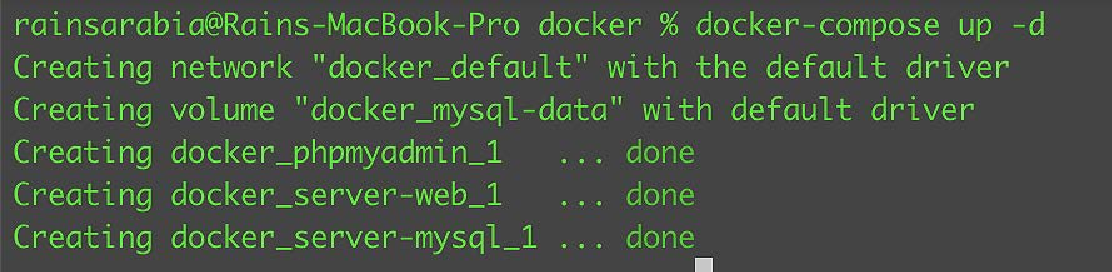 rainsarabia@Rains-MacBook-Pro docker % docker-compose up -d
Creating network "docker_default" with the default driver
Creating volume "docker_mysql-data" with default driver
Creating docker_phpmyadmin_1   ... done
Creating docker_server-web_1   ... done
Creating docker_server-mysql_1 ... done